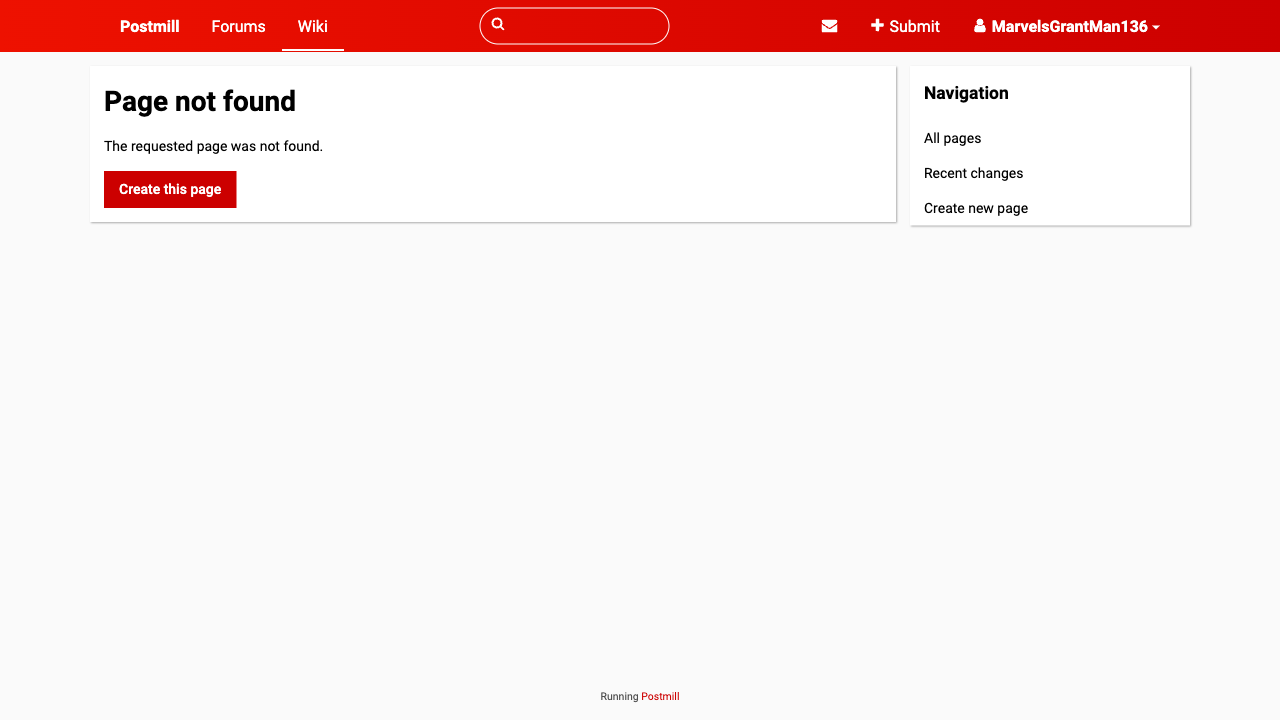 Postmill Forums Wiki Submit MarvelsGrantMan136
Page not found
The requested page was not found.
Create this page
Navigation
All pages
Recent changes
Create new page
Running Postmill